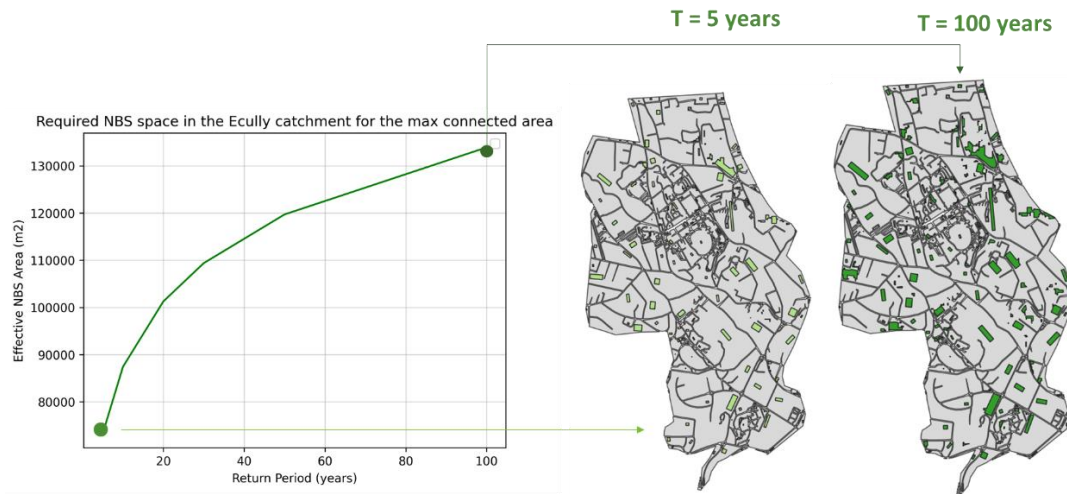 T = 5 years
T = 100 years
Required NBS space in the Ecully catchment for the max connected area
Effective NBS Area (m2)
130000
120000
110000
100000
90000
80000
20
40
60
80
100
Return Period (years)